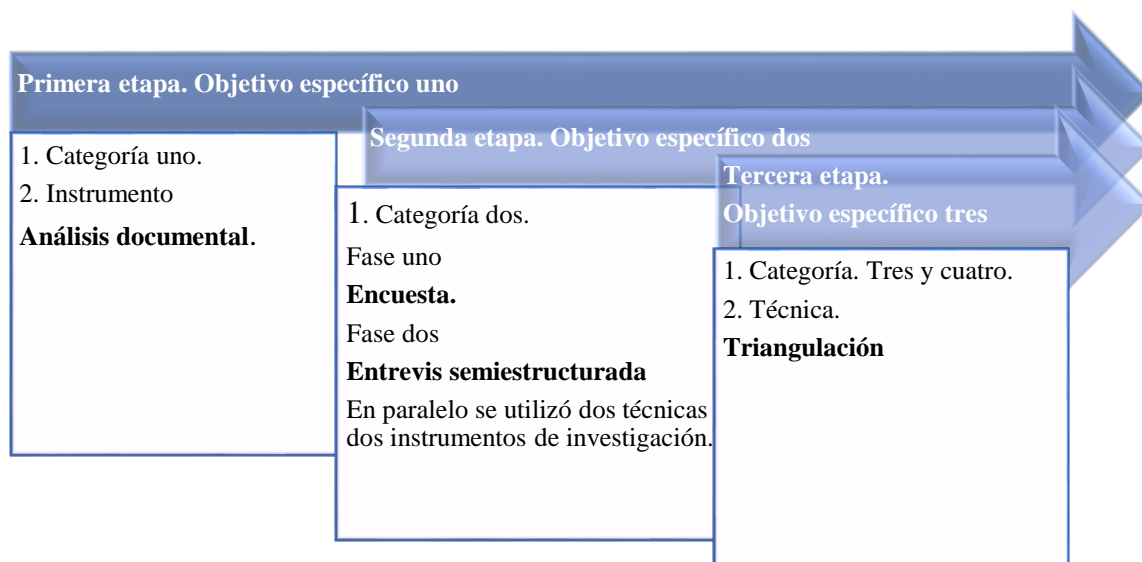 Primera etapa. Objetivo específico uno
1. Categoría uno.
2. Instrumento
Análisis documental.
Segunda etapa. Objetivo específico dos
1. Categoría dos.
Fase uno
Encuesta.
Fase dos
Entrevis semiestructurada
En paralelo se utilizó dos técnicas
dos instrumentos de investigación.
Tercera etapa.
Objetivo específico tres
1. Categoría. Tres y cuatro.
2. Técnica.
Triangulación